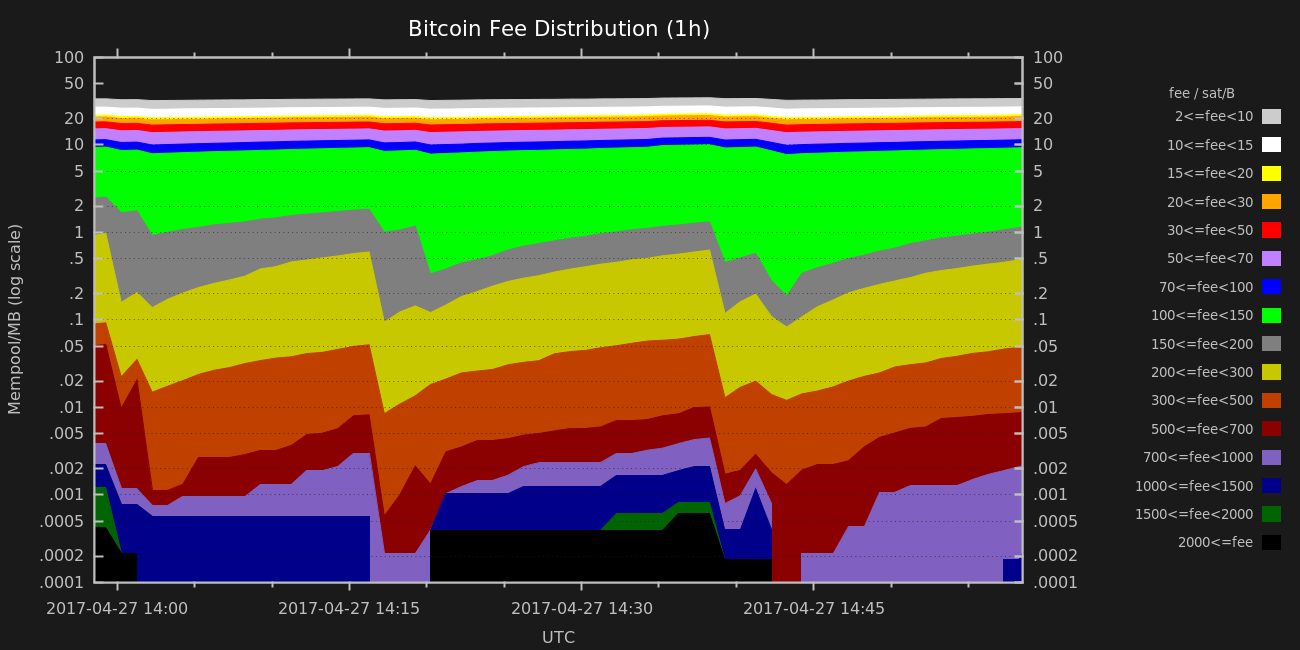 Bitcoin Fee Distribution (1h)
100
50
20
10
5
2
1
.5
.2
.1
.05
.02
.01
.005
.002
.001
.0005
.0002
.0001
Mempool/MB (log scale)
100
50
20
10
5
2
1
.5
.2
.1
.05
.02
.01
.005
.002
.001
.0005
.0002
.0001
2017-04-27 14:00
2017-04-27 14:15
2017-04-27 14:30
2017-04-27 14:45
UTC
fee / sat/B
2<=fee<10
10<=fee<15
15<=fee<20
20<=fee<30
30<=fee<50
50<=fee<70
70<=fee<100
100<=fee<150
150<=fee<200
200<=fee<300
300<=fee<500
500<=fee<700
700<=fee<1000
1000<=fee<1500
1500<=fee<2000
2000<=fee